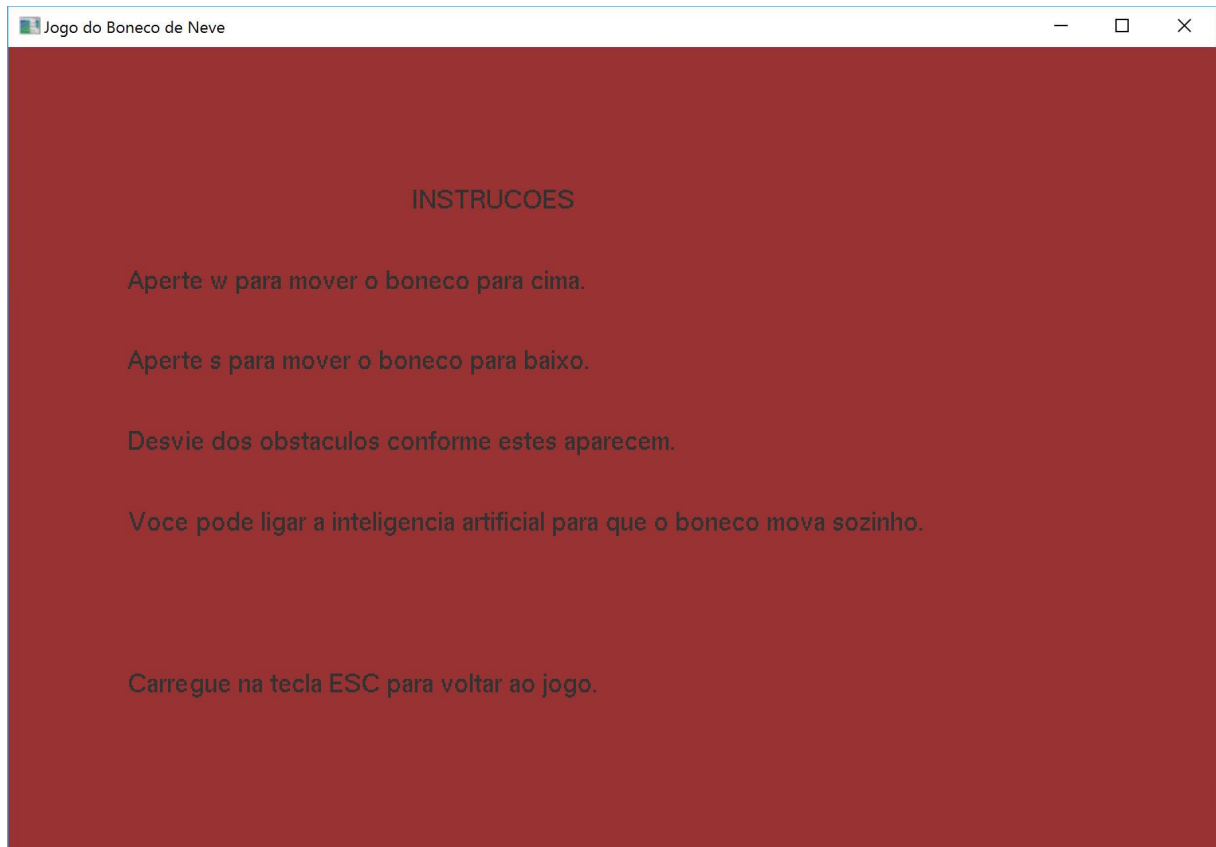 Jogo do Boneco de Neve
INSTRUCOES
Aperte w para mover o boneco para cima.
Aperte s para mover o boneco para baixo.
Desvie dos obstaculos conforme estes aparecem.
Voce pode ligar a inteligencia artificial para que o boneco mova sozinho.
Carregue na tecla ESC para voltar ao jogo.